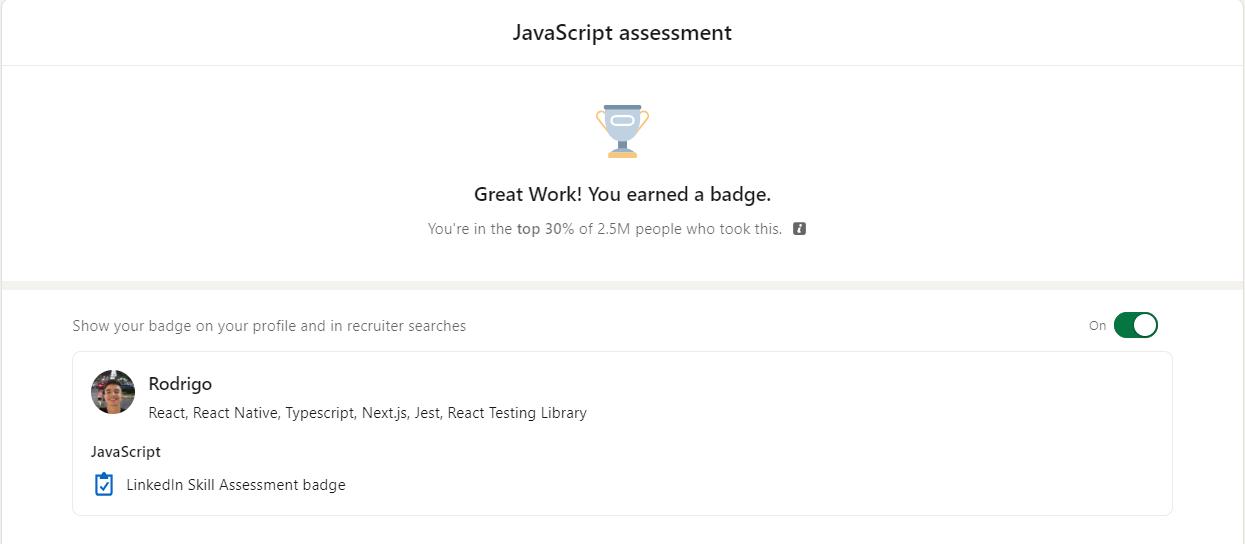 JavaScript assessment
Great Work! You earned a badge.
You're in the top 30% of 2.5M people who took this.
Show your badge on your profile and in recruiter searches
On
Rodrigo
React, React Native, Typescript, Next.js, Jest, React Testing Library
JavaScript
LinkedIn Skill Assessment badge